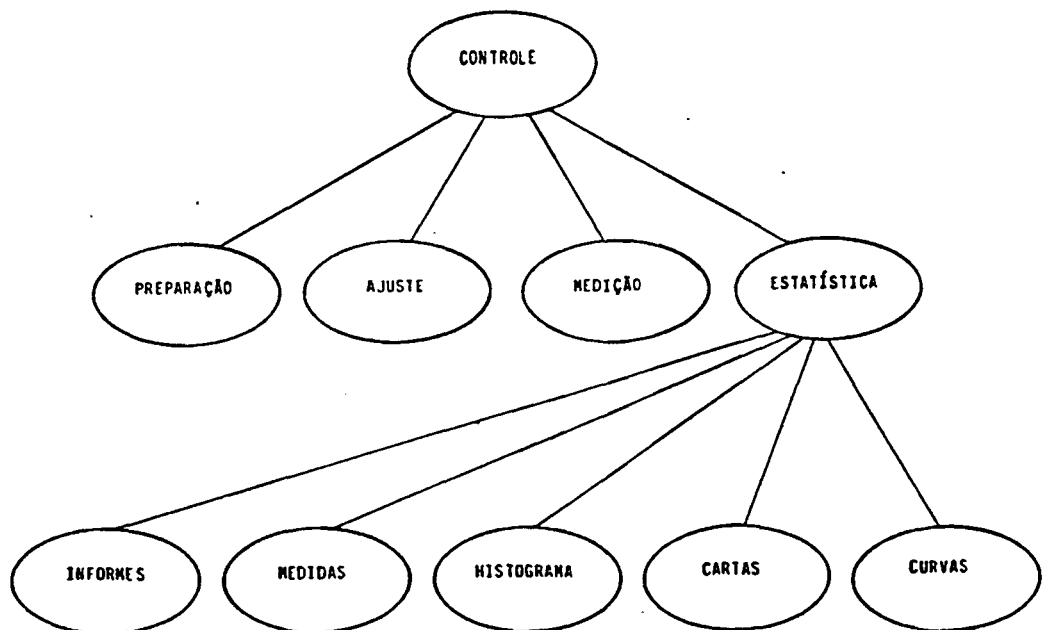 CONTROLE
PREPARAÇÃO
AJUSTE
MEDIÇÃO
ESTATÍSTICA
INFORMES
MEDIDAS
HISTOGRAMA
CARTAS
CURVAS